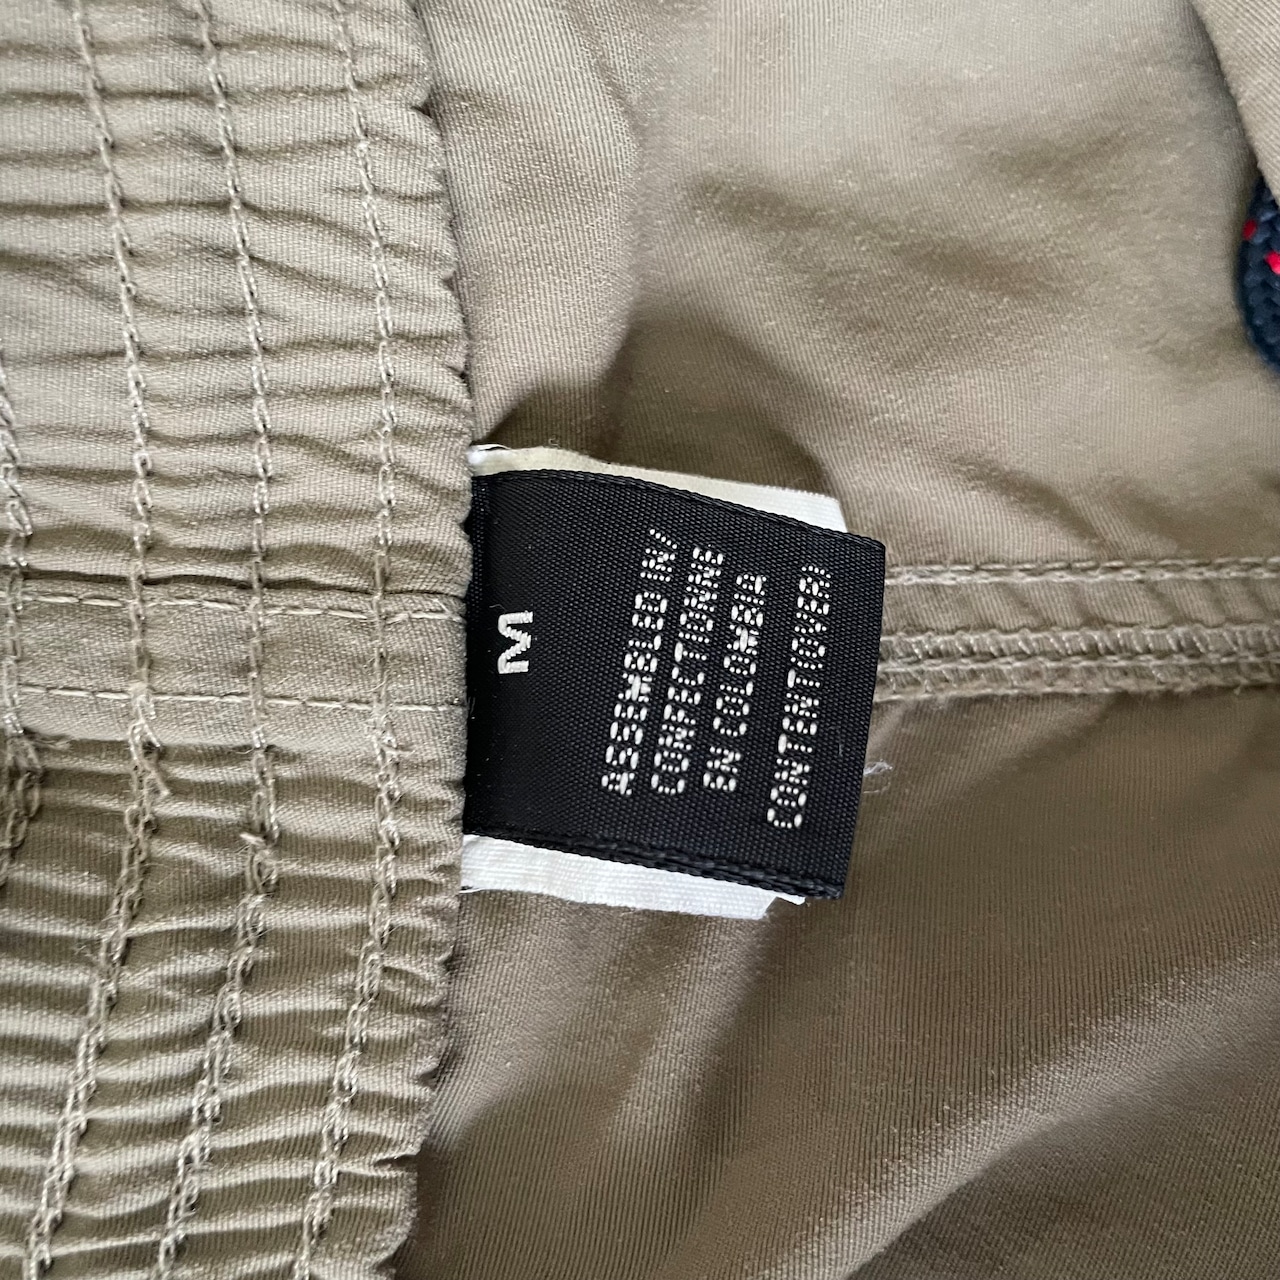 M
ASSEMBLED IN/
CONFECTIONNE
EN COLOMBIA
CONTENT(OVER)